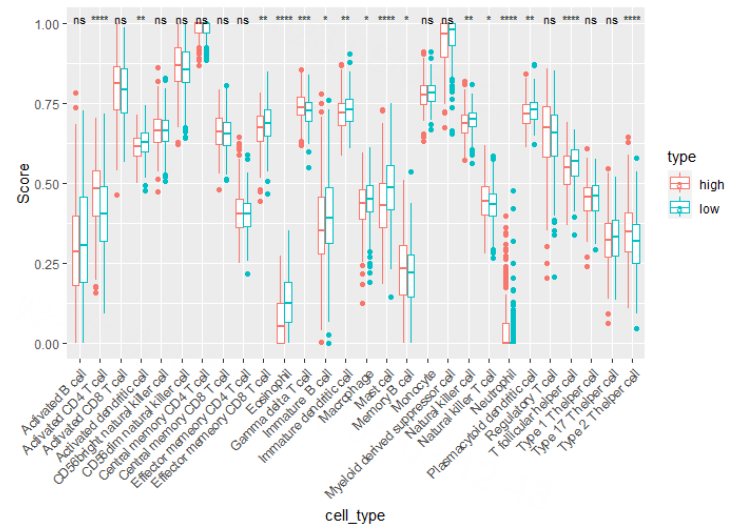 ns **** ns ** ns ns ns ns ns ** **** *** * ** * **** * ns ns ** * **** ** ns **** ns ns ****
1.00
0.75
0.50
0.25
0.00
Score
type
high
low
Activated B cell
Activated CD4 T cell
Activated CD8 T cell
Activated dendritic cell
CD56bright natural killer cell
CD56dim natural killer cell
Central memory CD4 T cell
Central memory CD8 T cell
Effector memeory CD4 T cell
Effector memeory CD8 T cell
Eosinophil
Gamma delta T cell
Immature B cell
Immature dendritic cell
Macrophage
Mast cell
Memory B cell
Monocyte
Myeloid derived suppressor cell
Natural killer cell
Natural killer T cell
Neutrophil
Plasmacytoid dendritic cell
Regulatory T cell
T follicular helper cell
Type 1 T helper cell
Type 17 T helper cell
Type 2 T helper cell
cell_type